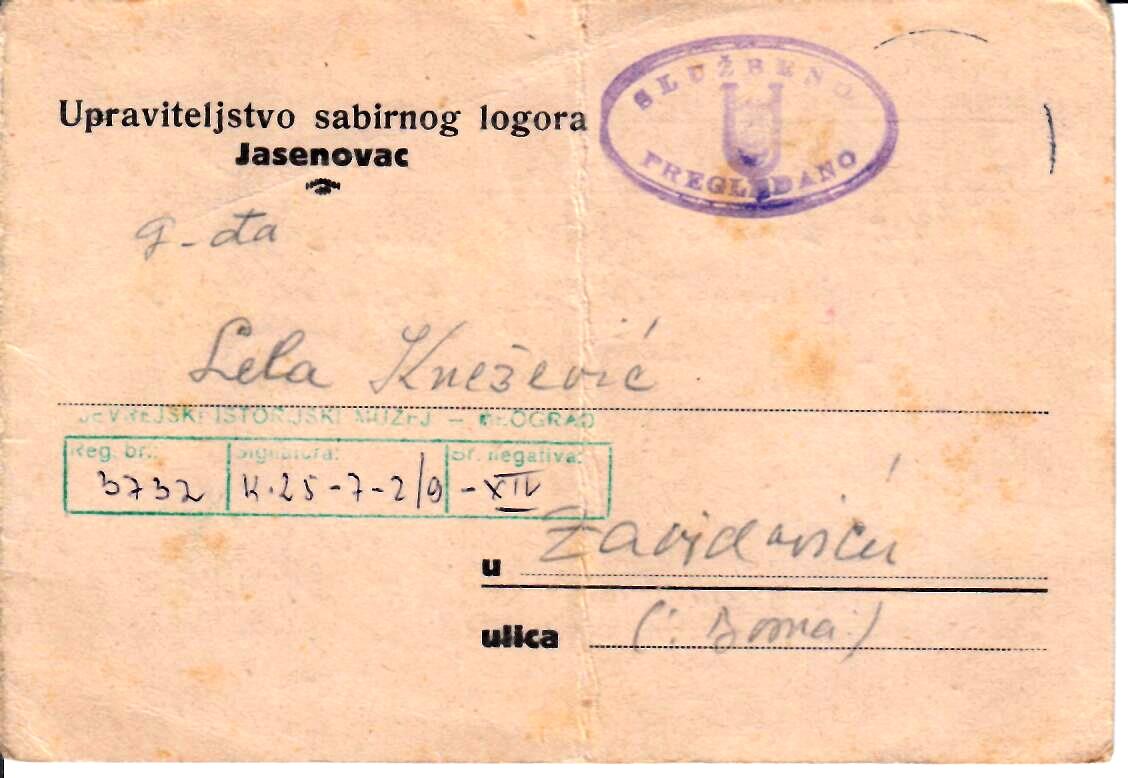 Upraviteljstvo sabirnog logora
Jasenovac
SLUŽBENO
PREGLEDANO
g-đa
Lela Knežević
JEVREJSKI ISTORIJSKI MUZEJ — BEOGRAD
Reg. br.: Signatura: Br. negativa:
3732 K.25-7-2/9 -XIV
u Zavidovići
ulica (: Bosna :)